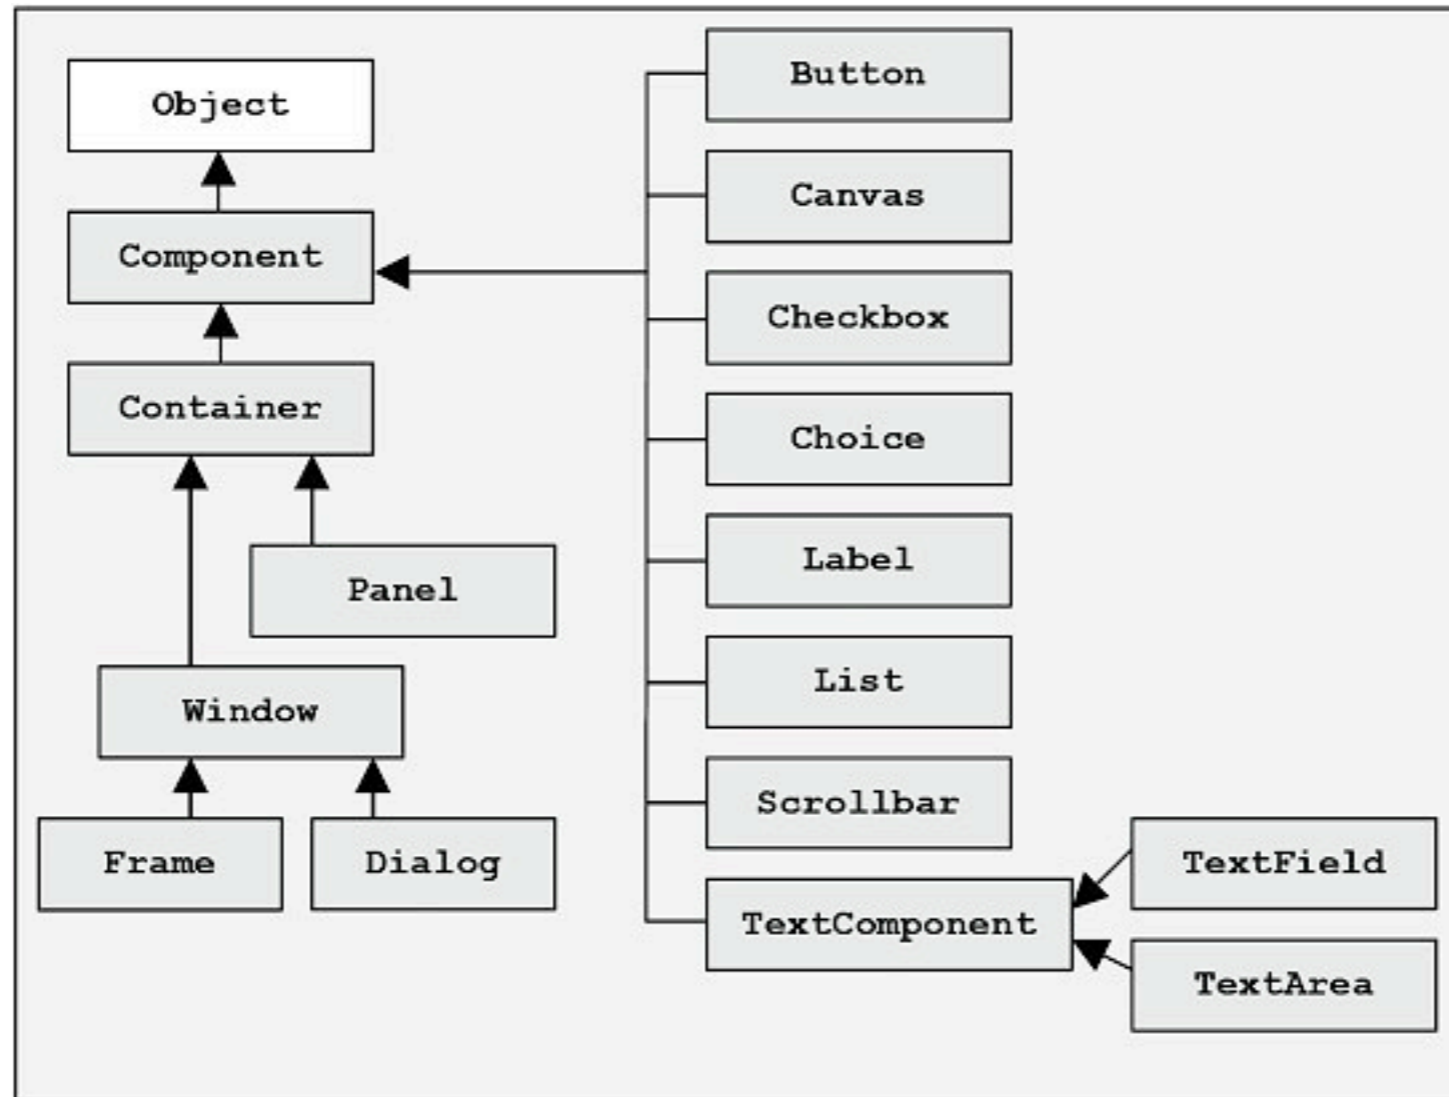 Object
Component
Container
Panel
Window
Frame
Dialog
Button
Canvas
Checkbox
Choice
Label
List
Scrollbar
TextComponent
TextField
TextArea